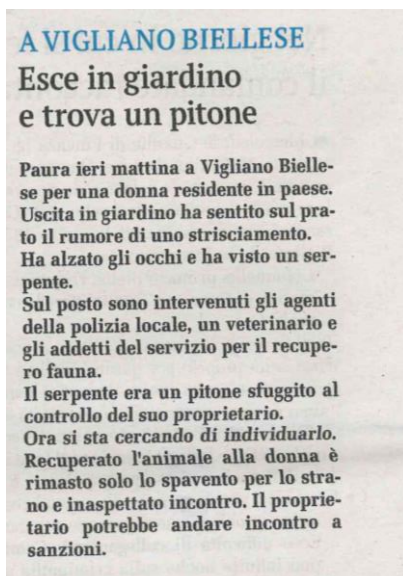 A VIGLIANO BIELLESE
Esce in giardino
e trova un pitone
Paura ieri mattina a Vigliano Bielle-
se per una donna residente in paese.
Uscita in giardino ha sentito sul pra-
to il rumore di uno strisciamento.
Ha alzato gli occhi e ha visto un ser-
pente.
Sul posto sono intervenuti gli agenti
della polizia locale, un veterinario e
gli addetti del servizio per il recupe-
ro fauna.
Il serpente era un pitone sfuggito al
controllo del suo proprietario.
Ora si sta cercando di individuarlo.
Recuperato l'animale alla donna è
rimasto solo lo spavento per lo stra-
no e inaspettato incontro. Il proprie-
tario potrebbe andare incontro a
sanzioni.